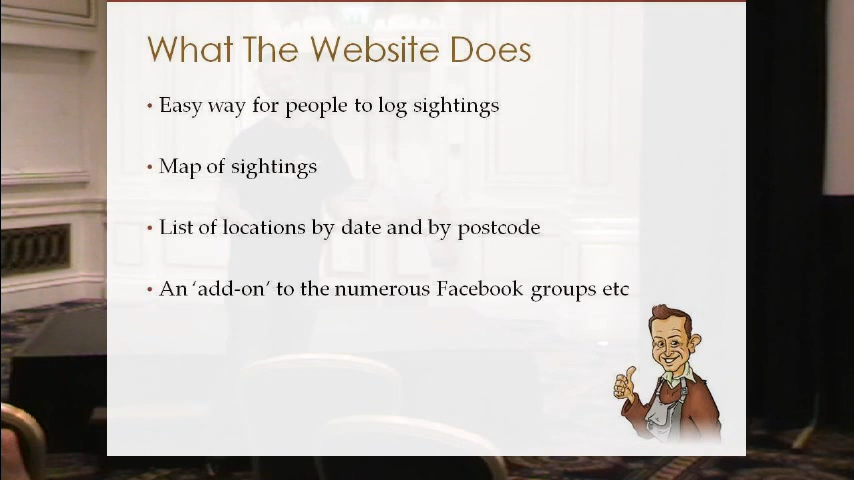 What The Website Does
• Easy way for people to log sightings
• Map of sightings
• List of locations by date and by postcode
• An ‘add-on’ to the numerous Facebook groups etc